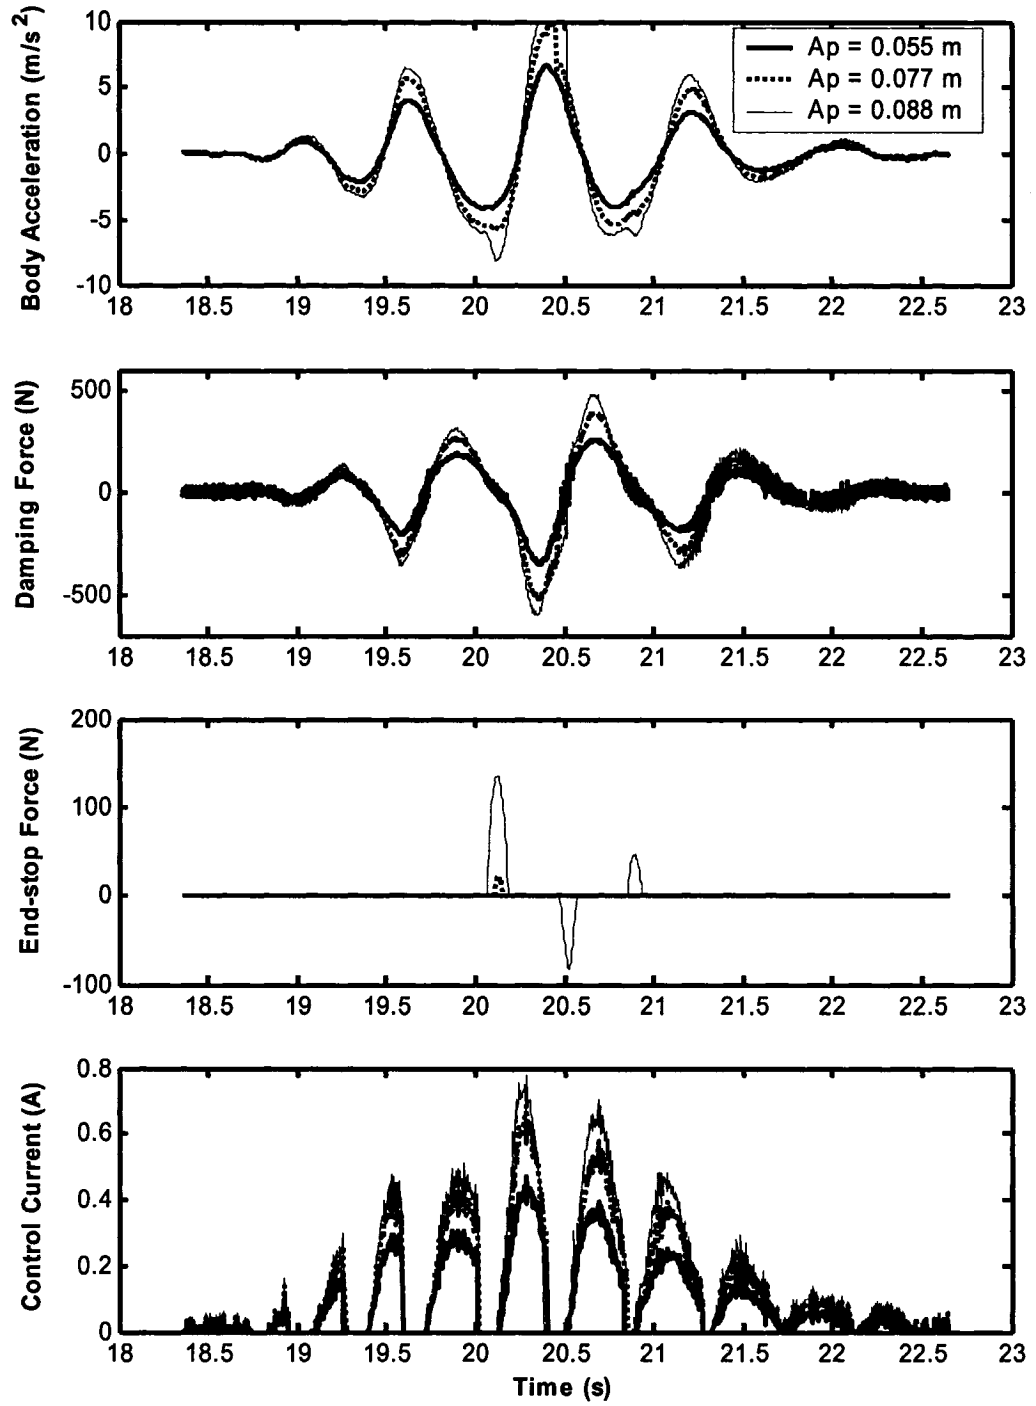 Body Acceleration (m/s²)
10
5
0
-5
-10
Ap = 0.055 m
Ap = 0.077 m
Ap = 0.088 m
18 18.5 19 19.5 20 20.5 21 21.5 22 22.5 23
Damping Force (N)
500
0
-500
18 18.5 19 19.5 20 20.5 21 21.5 22 22.5 23
End-stop Force (N)
200
100
0
-100
18 18.5 19 19.5 20 20.5 21 21.5 22 22.5 23
Control Current (A)
0.8
0.6
0.4
0.2
0
18 18.5 19 19.5 20 20.5 21 21.5 22 22.5 23
Time (s)